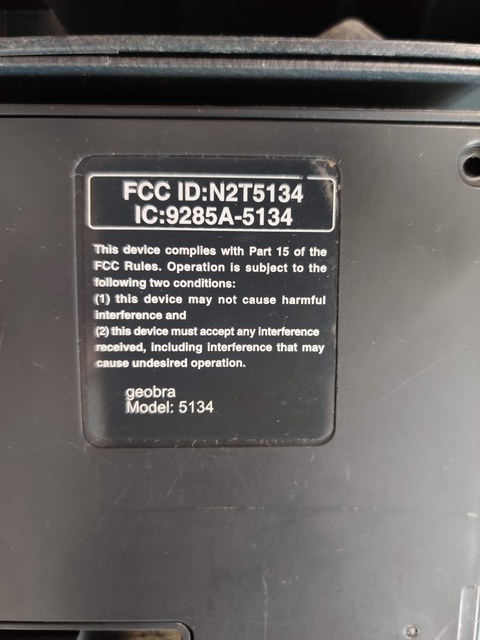 FCC ID:N2T5134
IC:9285A-5134
This device complies with Part 15 of the
FCC Rules. Operation is subject to the
following two conditions:
(1) this device may not cause harmful
interference and
(2) this device must accept any interference
received, including interference that may
cause undesired operation.
geobra
Model: 5134